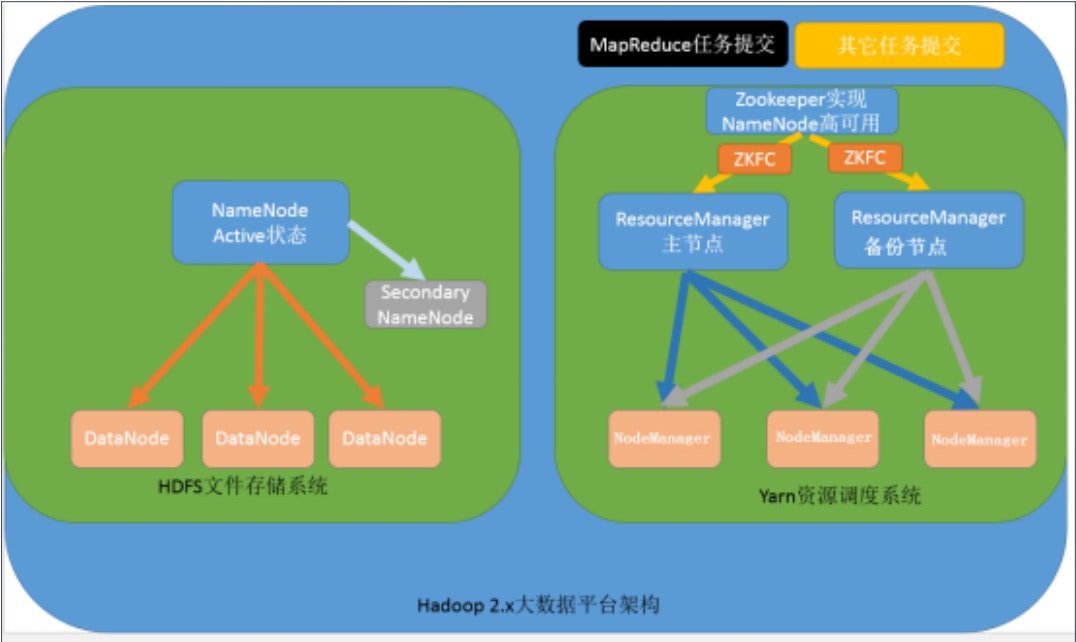 MapReduce任务提交
其它任务提交
Zookeeper实现
NameNode高可用
ZKFC
ZKFC
NameNode
Active状态
ResourceManager
主节点
ResourceManager
备份节点
Secondary
NameNode
DataNode
DataNode
DataNode
NodeManager
NodeManager
NodeManager
HDFS文件存储系统
Yarn资源调度系统
Hadoop 2.x大数据平台架构